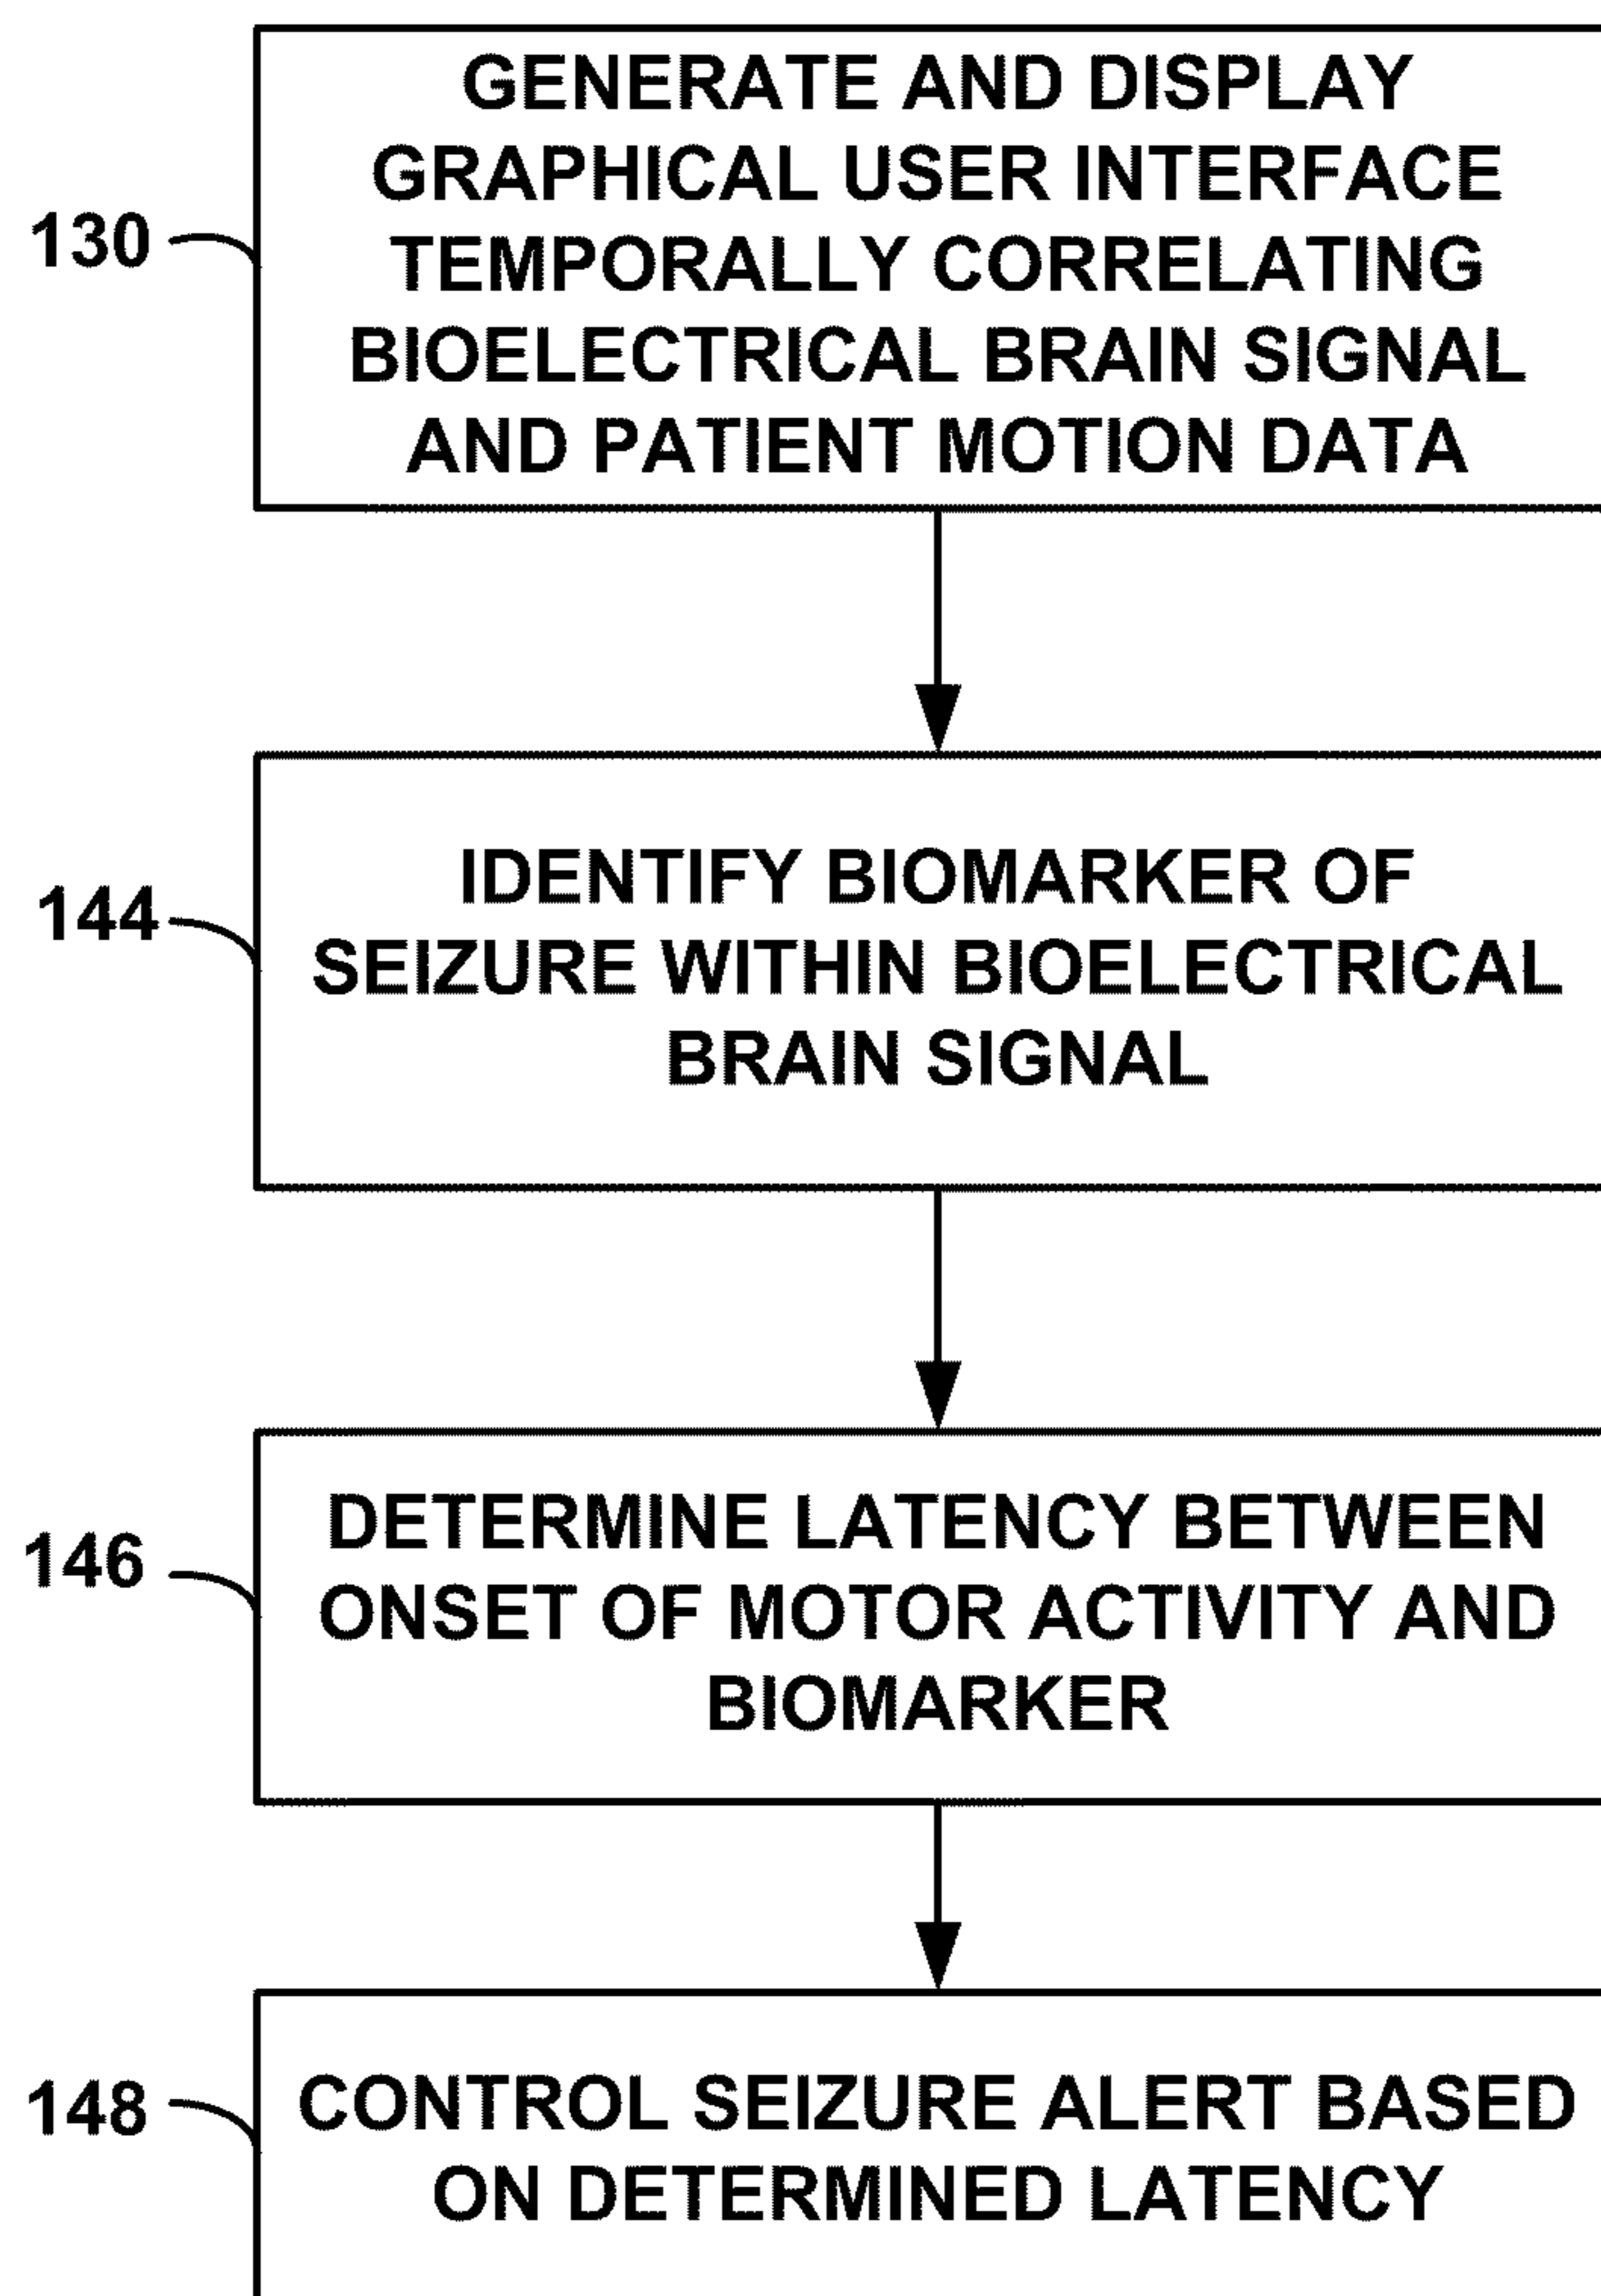 GENERATE AND DISPLAY
GRAPHICAL USER INTERFACE
130
TEMPORALLY CORRELATING
BIOELECTRICAL BRAIN SIGNAL
AND PATIENT MOTION DATA
IDENTIFY BIOMARKER OF
144
SEIZURE WITHIN BIOELECTRICAL
BRAIN SIGNAL
DETERMINE LATENCY BETWEEN
146
ONSET OF MOTOR ACTIVITY AND
BIOMARKER
148
CONTROL SEIZURE ALERT BASED
ON DETERMINED LATENCY